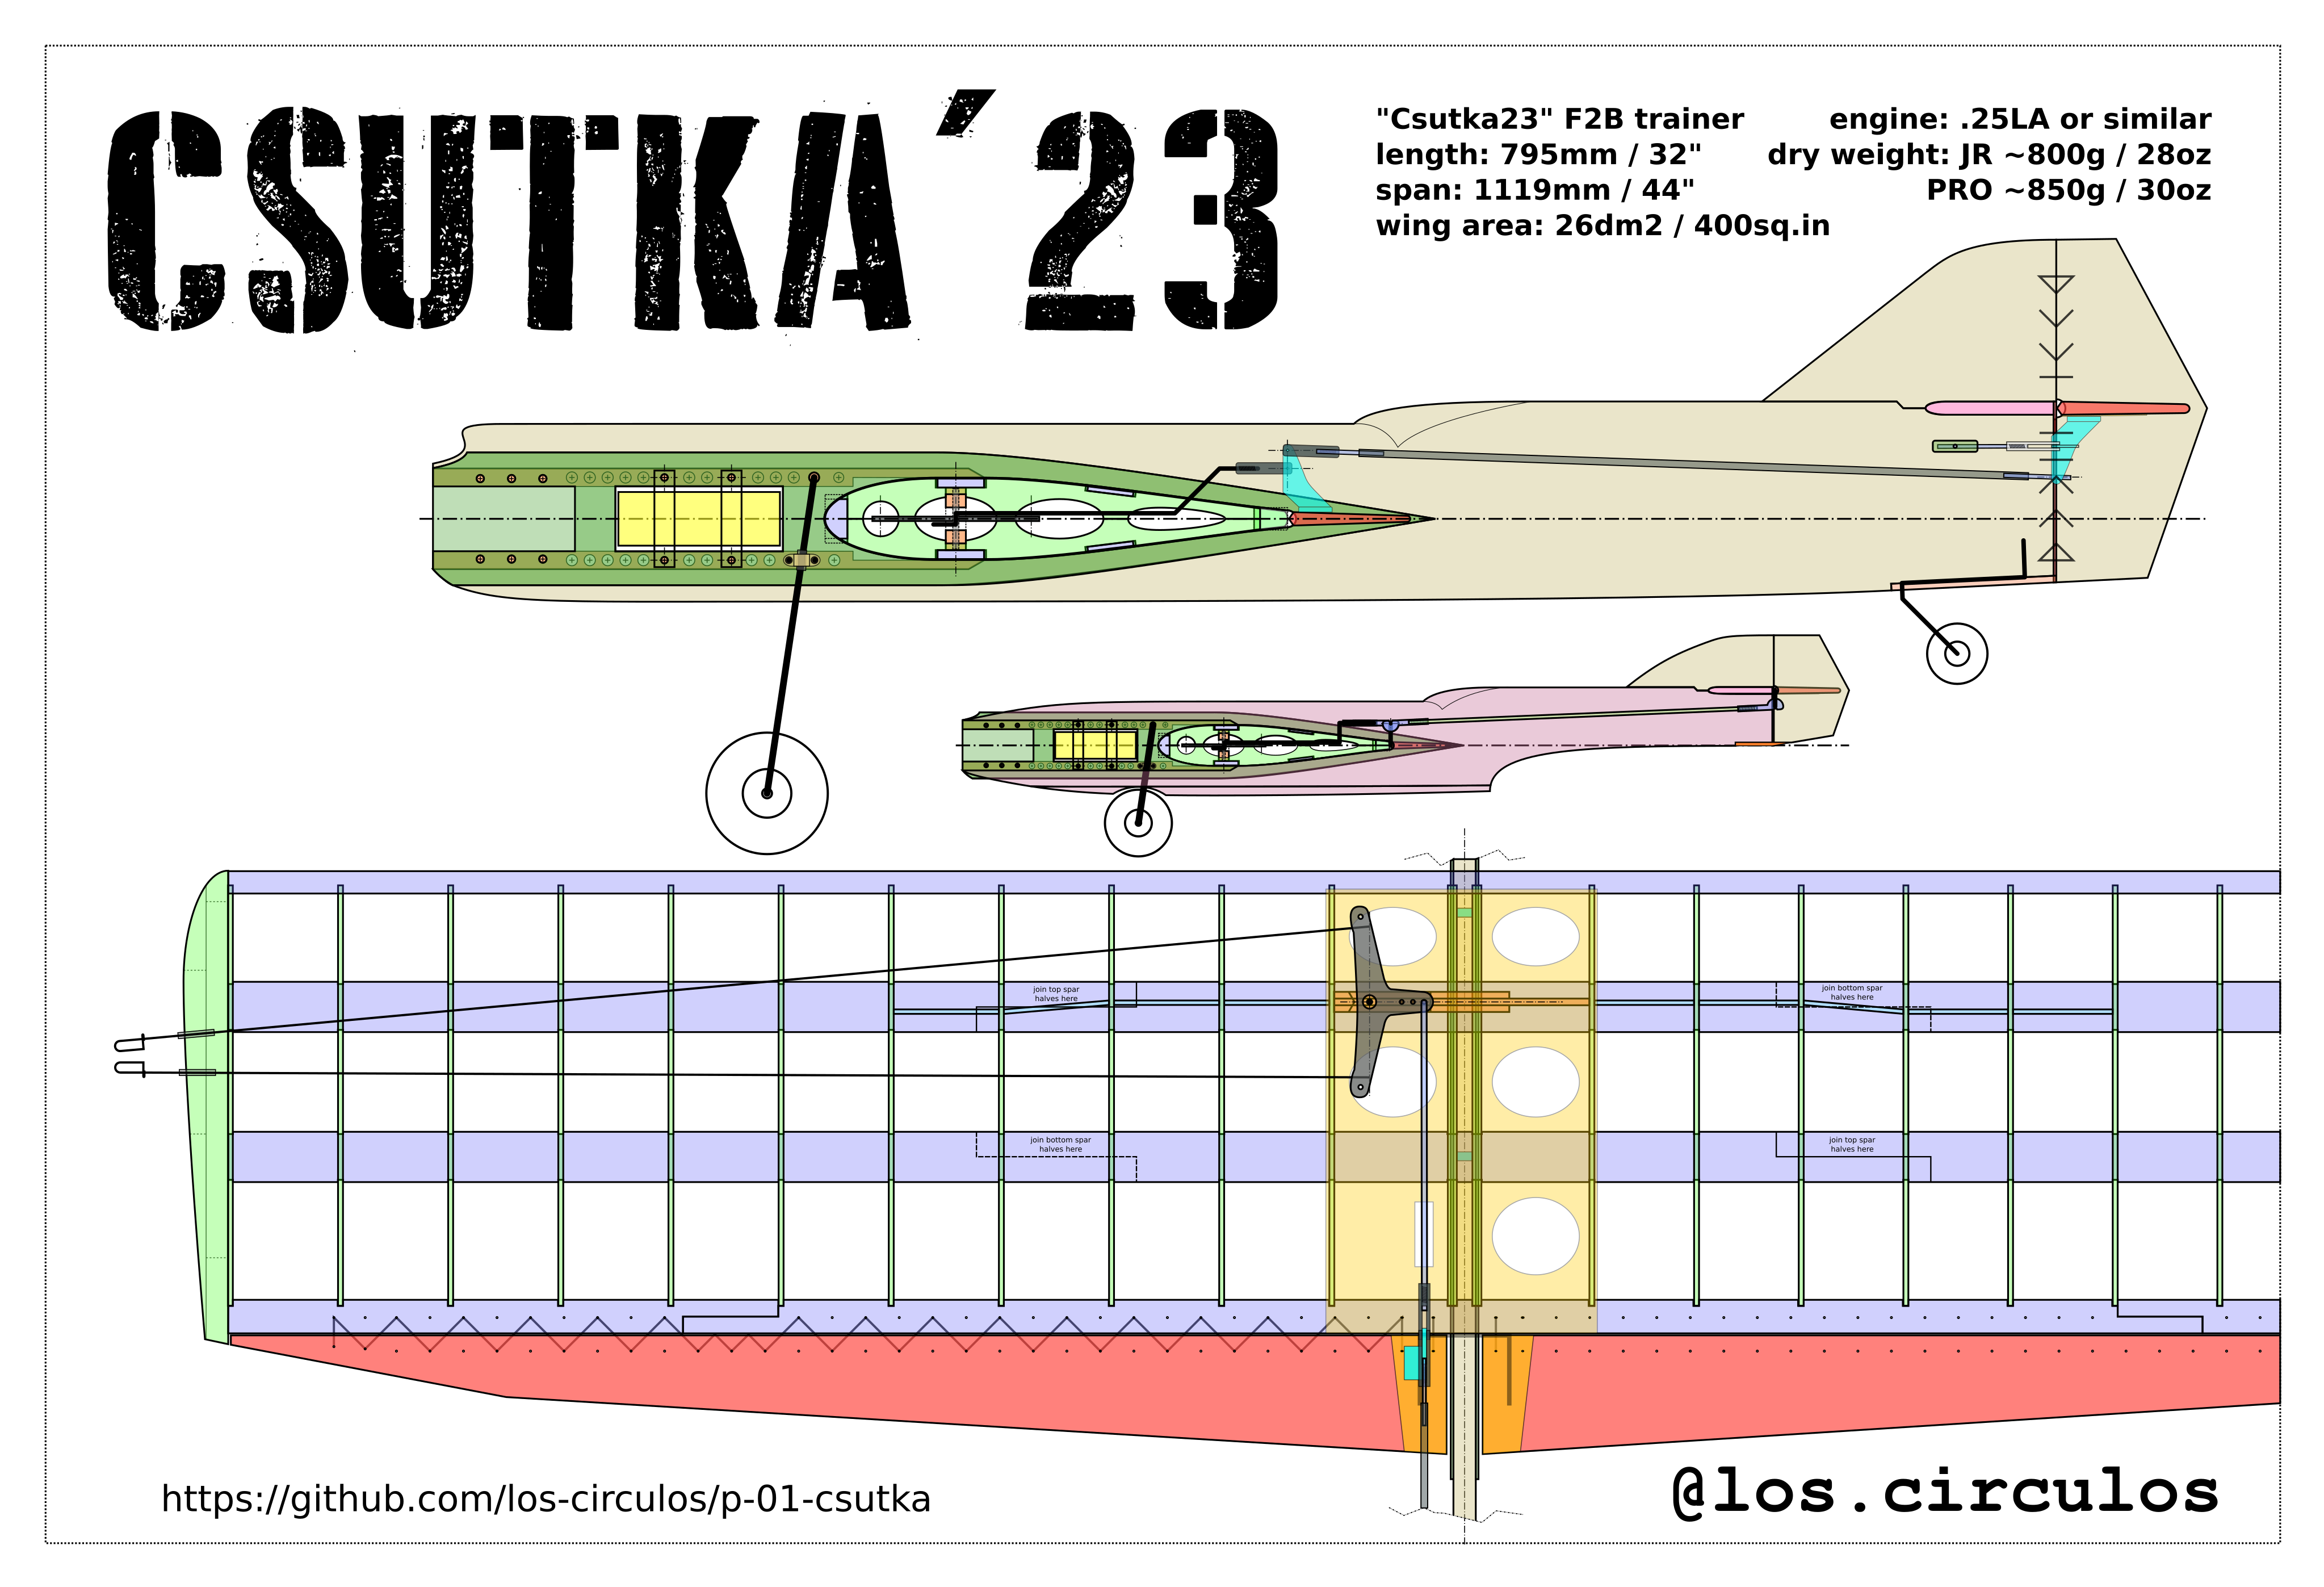 CSUTKA´23
"Csutka23" F2B trainer
length: 795mm / 32"
span: 1119mm / 44"
wing area: 26dm2 / 400sq.in
engine: .25LA or similar
dry weight: JR ~800g / 28oz
PRO ~850g / 30oz
join top spar
halves here
join bottom spar
halves here
join bottom spar
halves here
join top spar
halves here
https://github.com/los-circulos/p-01-csutka
@los.circulos